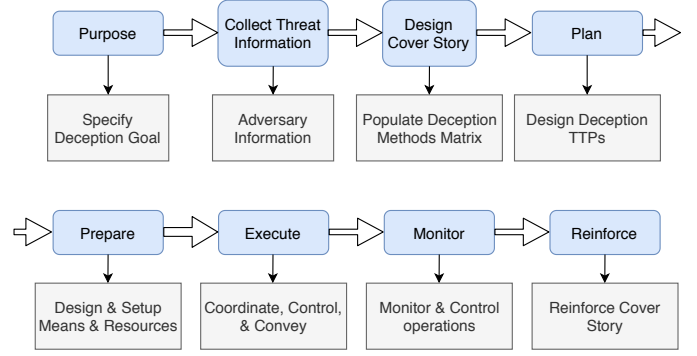 Purpose
Collect Threat
Information
Design
Cover Story
Plan
Specify
Deception Goal
Adversary
Information
Populate Deception
Methods Matrix
Design Deception
TTPs
Prepare
Execute
Monitor
Reinforce
Design & Setup
Means & Resources
Coordinate, Control,
& Convey
Monitor & Control
operations
Reinforce Cover
Story